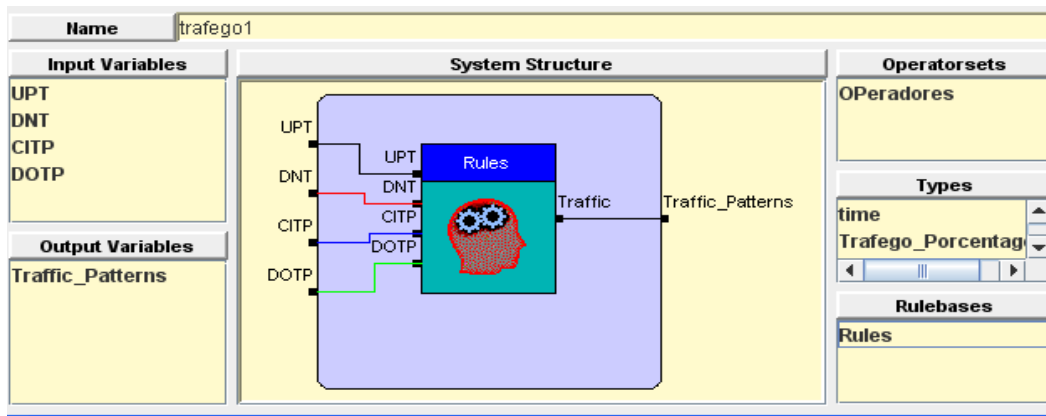 Name
trafego1
Input Variables
UPT
DNT
CITP
DOTP
Output Variables
Traffic_Patterns
System Structure
UPT
DNT
CITP
DOTP
UPT
DNT
CITP
DOTP
Rules
Traffic
Traffic_Patterns
Operatorsets
OPeradores
Types
time
Trafego_Porcentage
Rulebases
Rules